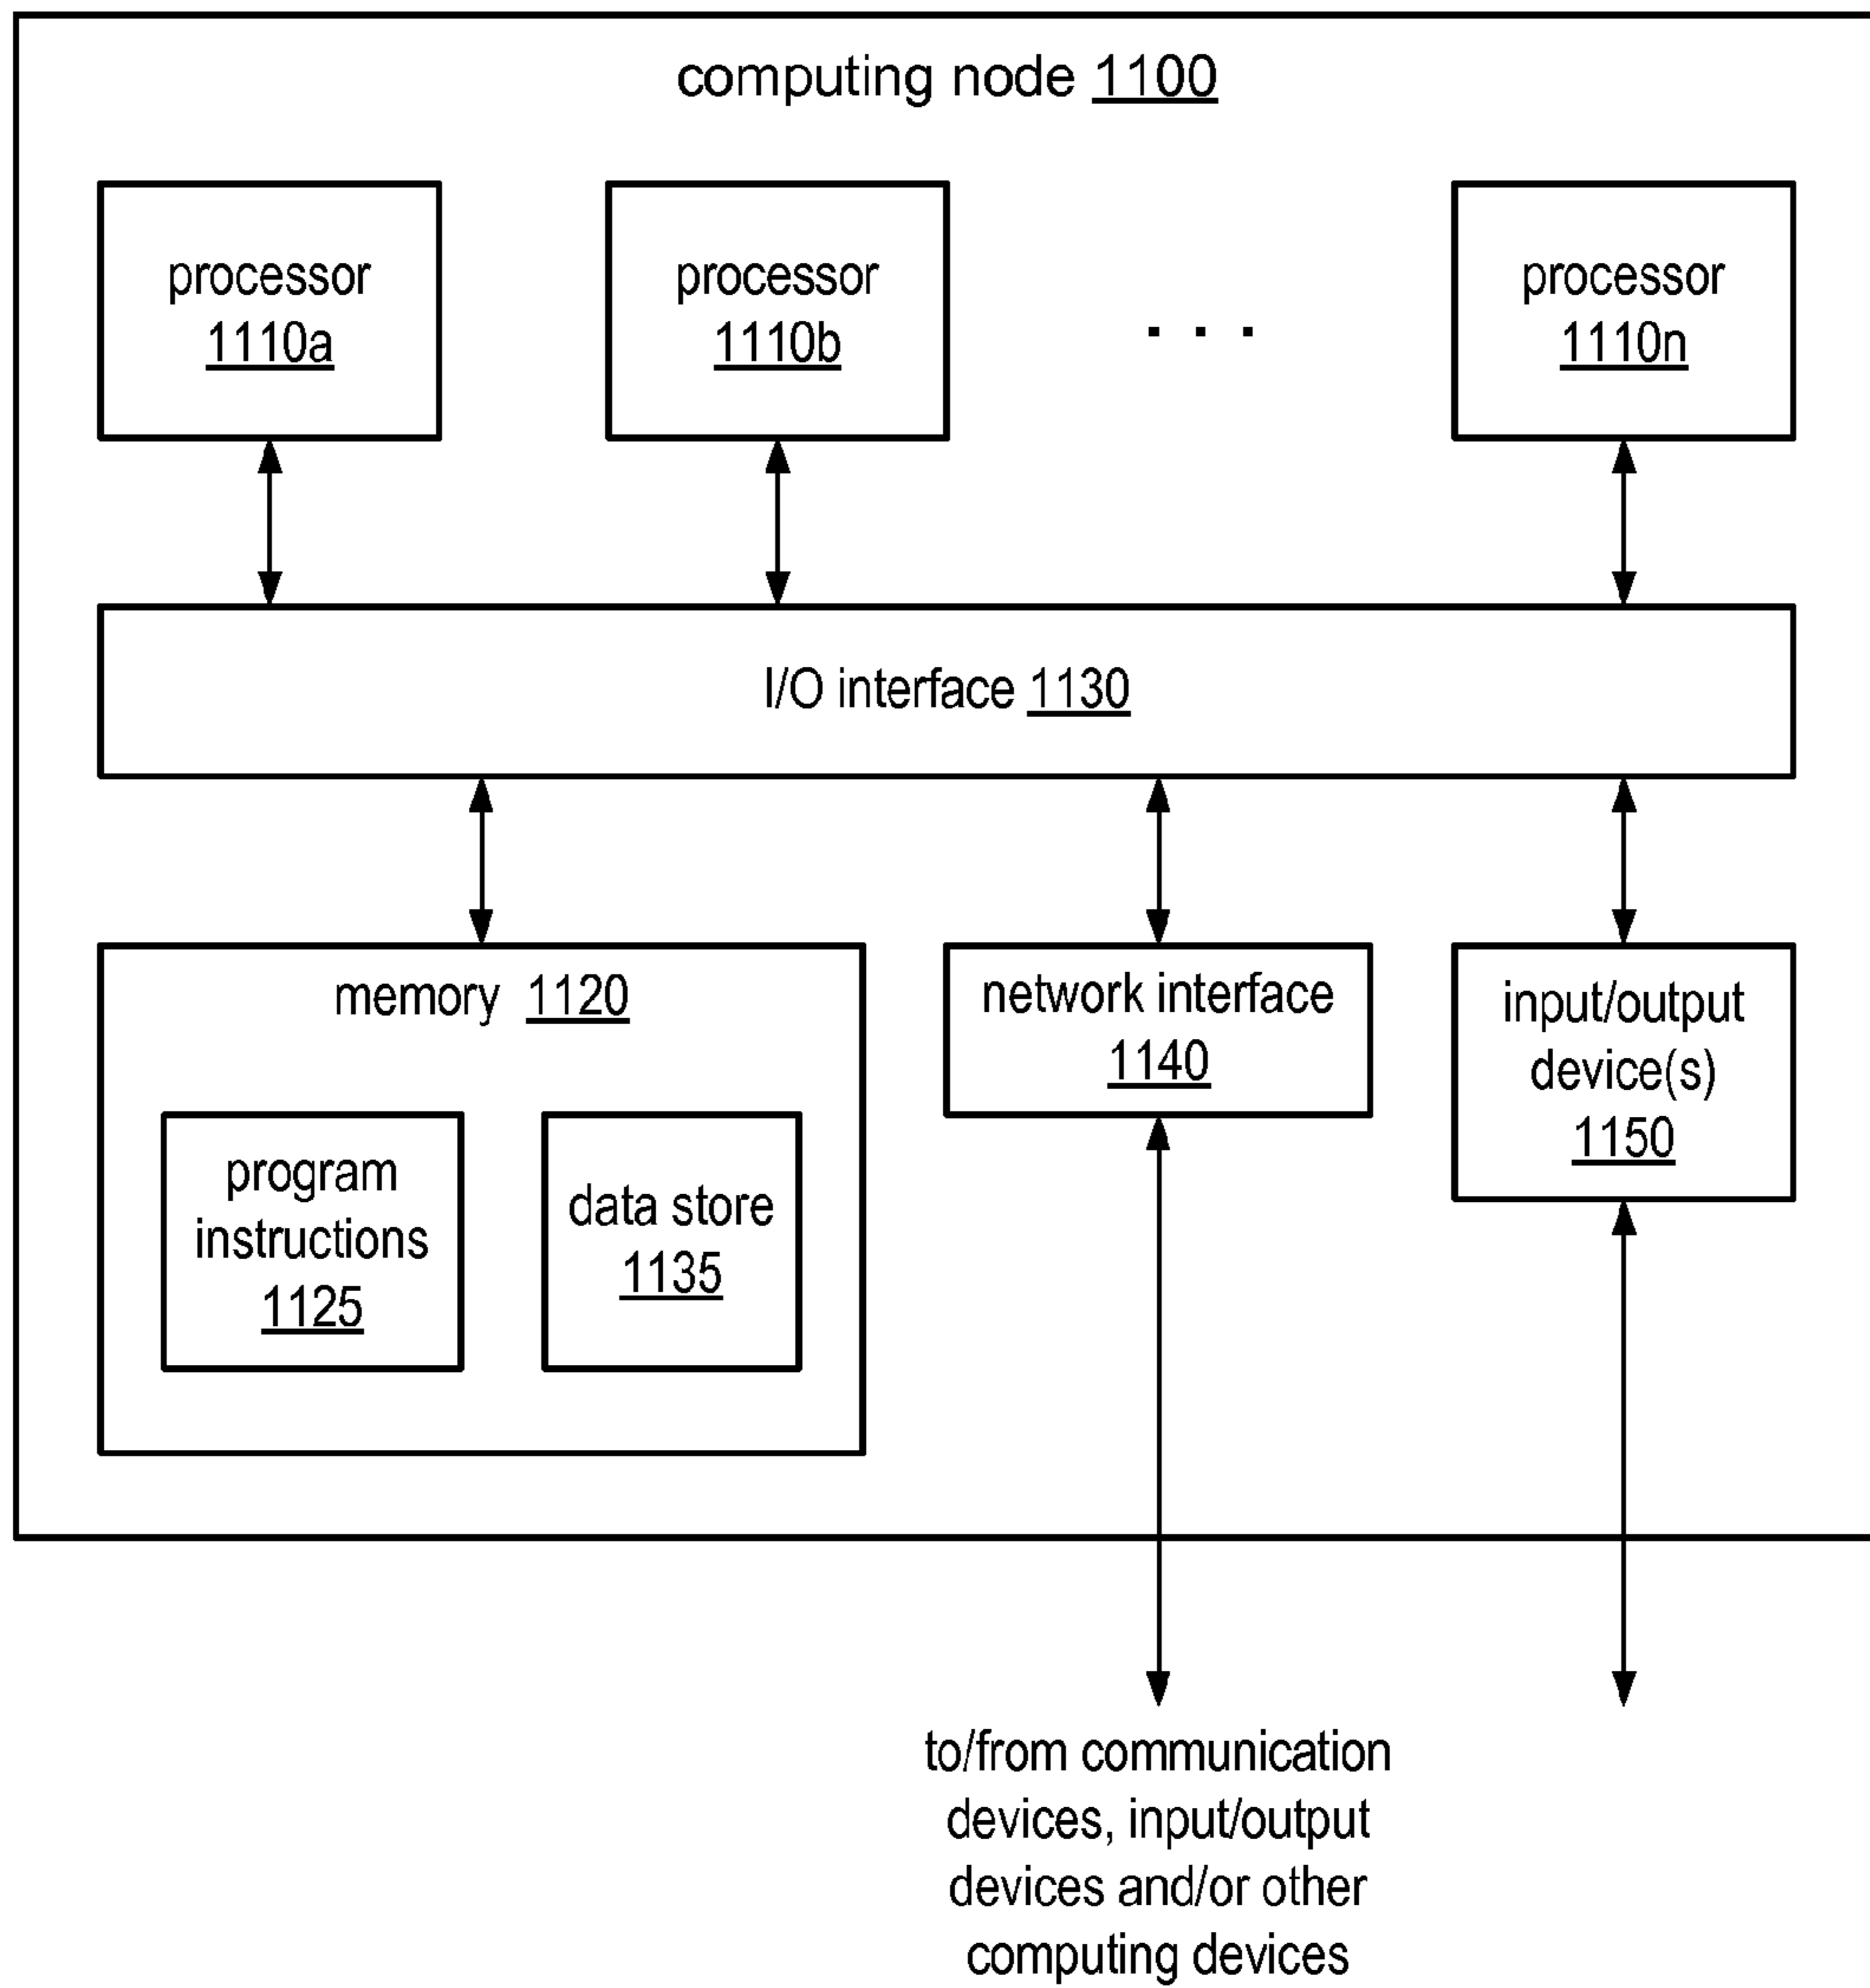 computing node 1100
processor
1110a
processor
1110b
. . .
processor
1110n
I/O interface 1130
memory 1120
program
instructions
1125
data store
1135
network interface
1140
input/output
device(s)
1150
to/from communication
devices, input/output
devices and/or other
computing devices